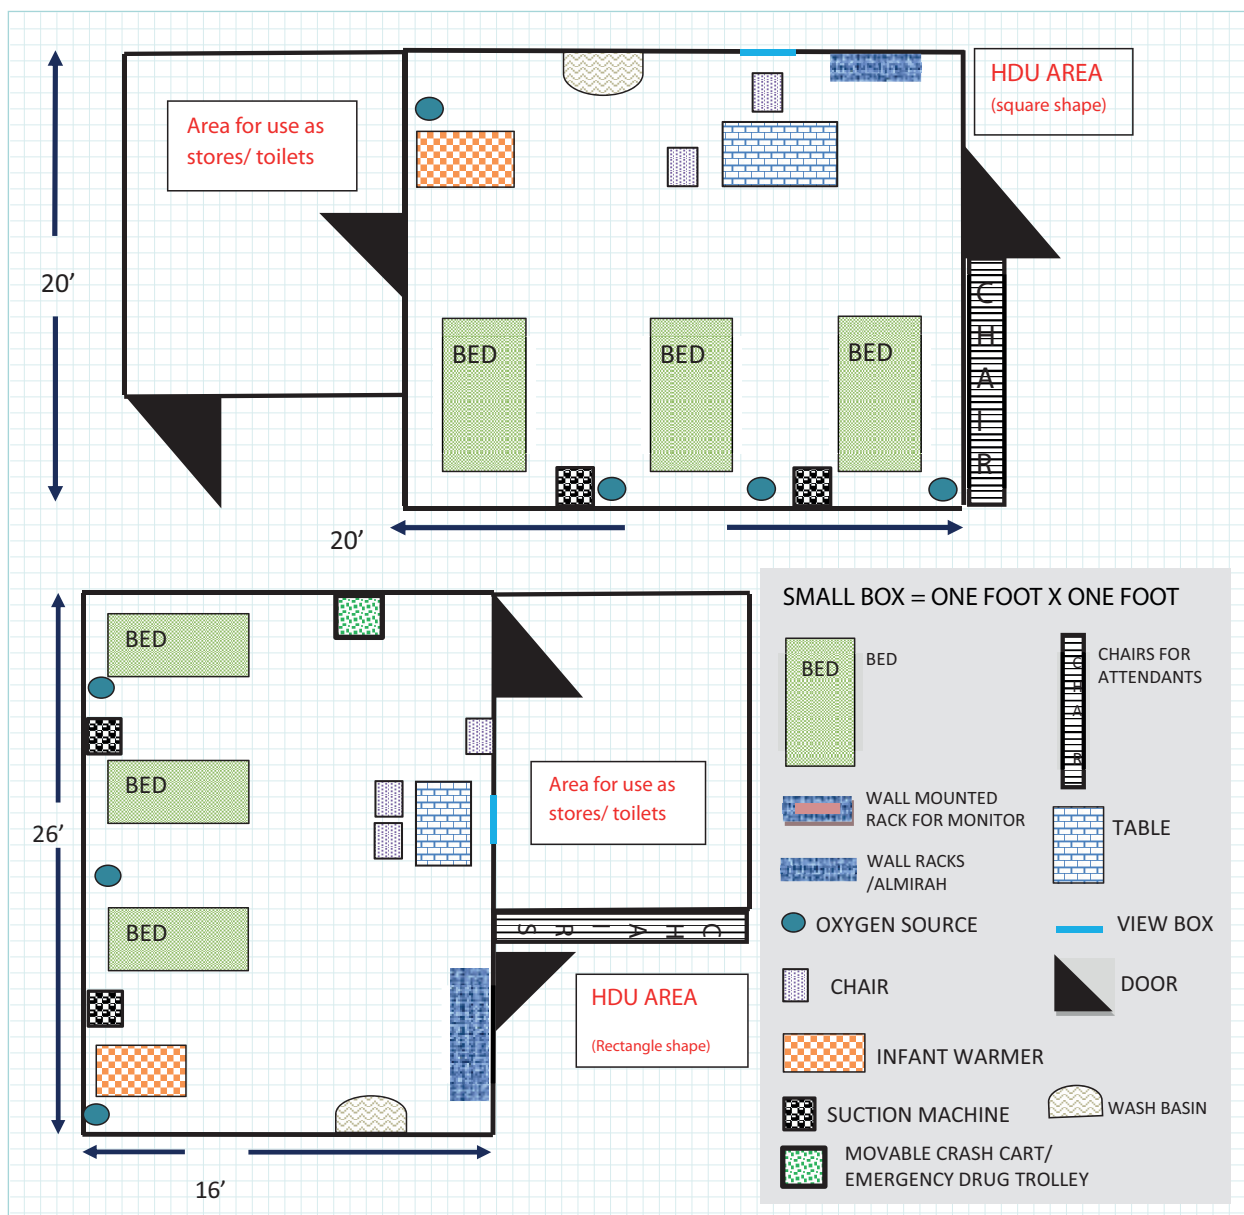 HDU AREA
(square shape)
Area for use as
stores/ toilets
20’
BED
BED
BED
CHAIR
20’
BED
BED
BED
26’
Area for use as
stores/ toilets
CHAIRS
HDU AREA
(Rectangle shape)
16’
SMALL BOX = ONE FOOT X ONE FOOT
BED
BED
CHAR
CHAIRS FOR
ATTENDANTS
WALL MOUNTED
RACK FOR MONITOR
TABLE
WALL RACKS
/ALMIRAH
OXYGEN SOURCE
VIEW BOX
CHAIR
DOOR
INFANT WARMER
SUCTION MACHINE
WASH BASIN
MOVABLE CRASH CART/
EMERGENCY DRUG TROLLEY